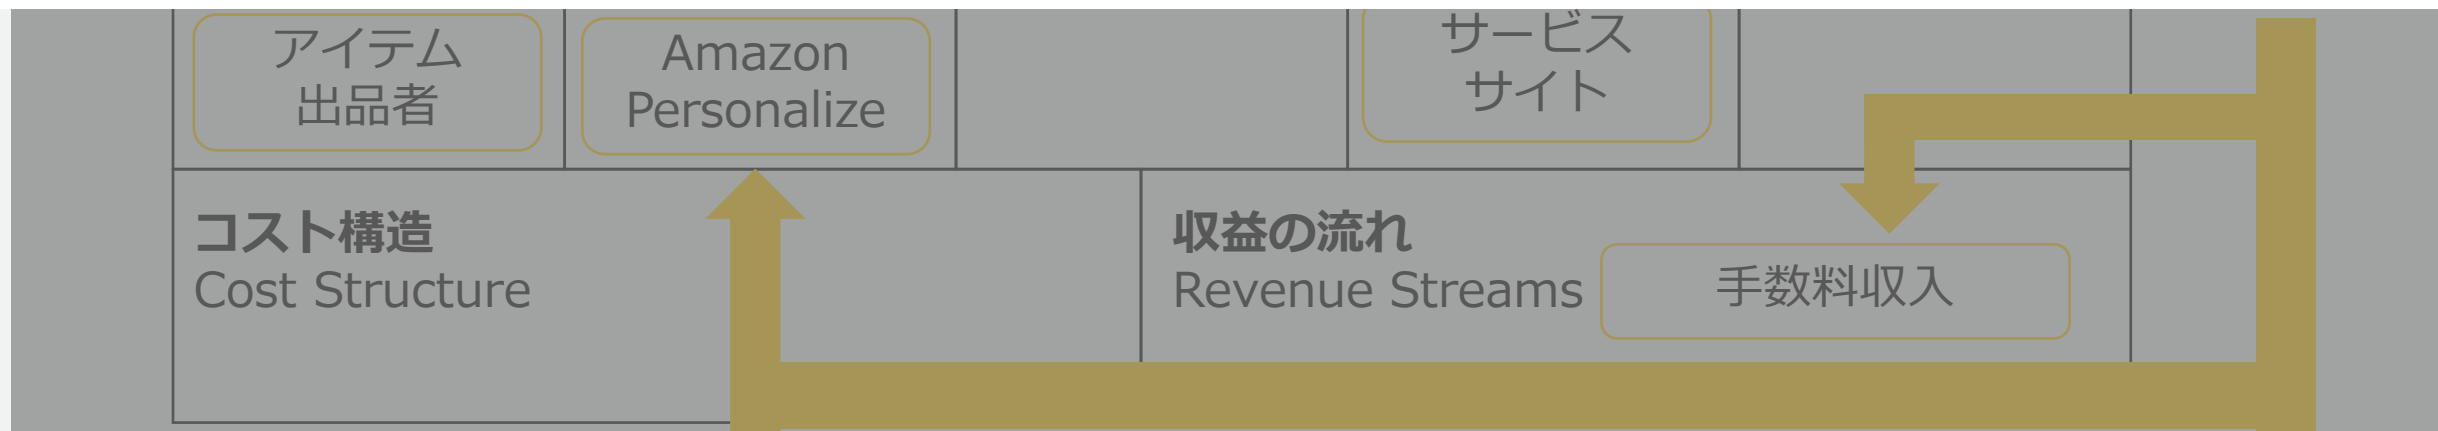 アイテム
出品者
Amazon
Personalize
サービス
サイト
コスト構造
Cost Structure
収益の流れ
Revenue Streams
手数料収入